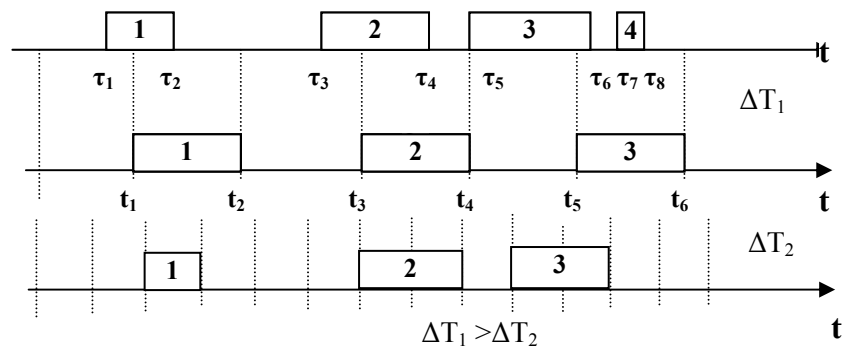 1 2 3 4 t
τ₁ τ₂ τ₃ τ₄ τ₅ τ₆ τ₇ τ₈
ΔT₁
1 2 3
t₁ t₂ t₃ t₄ t₅ t₆ t
ΔT₂
1 2 3
t
ΔT₁ >ΔT₂